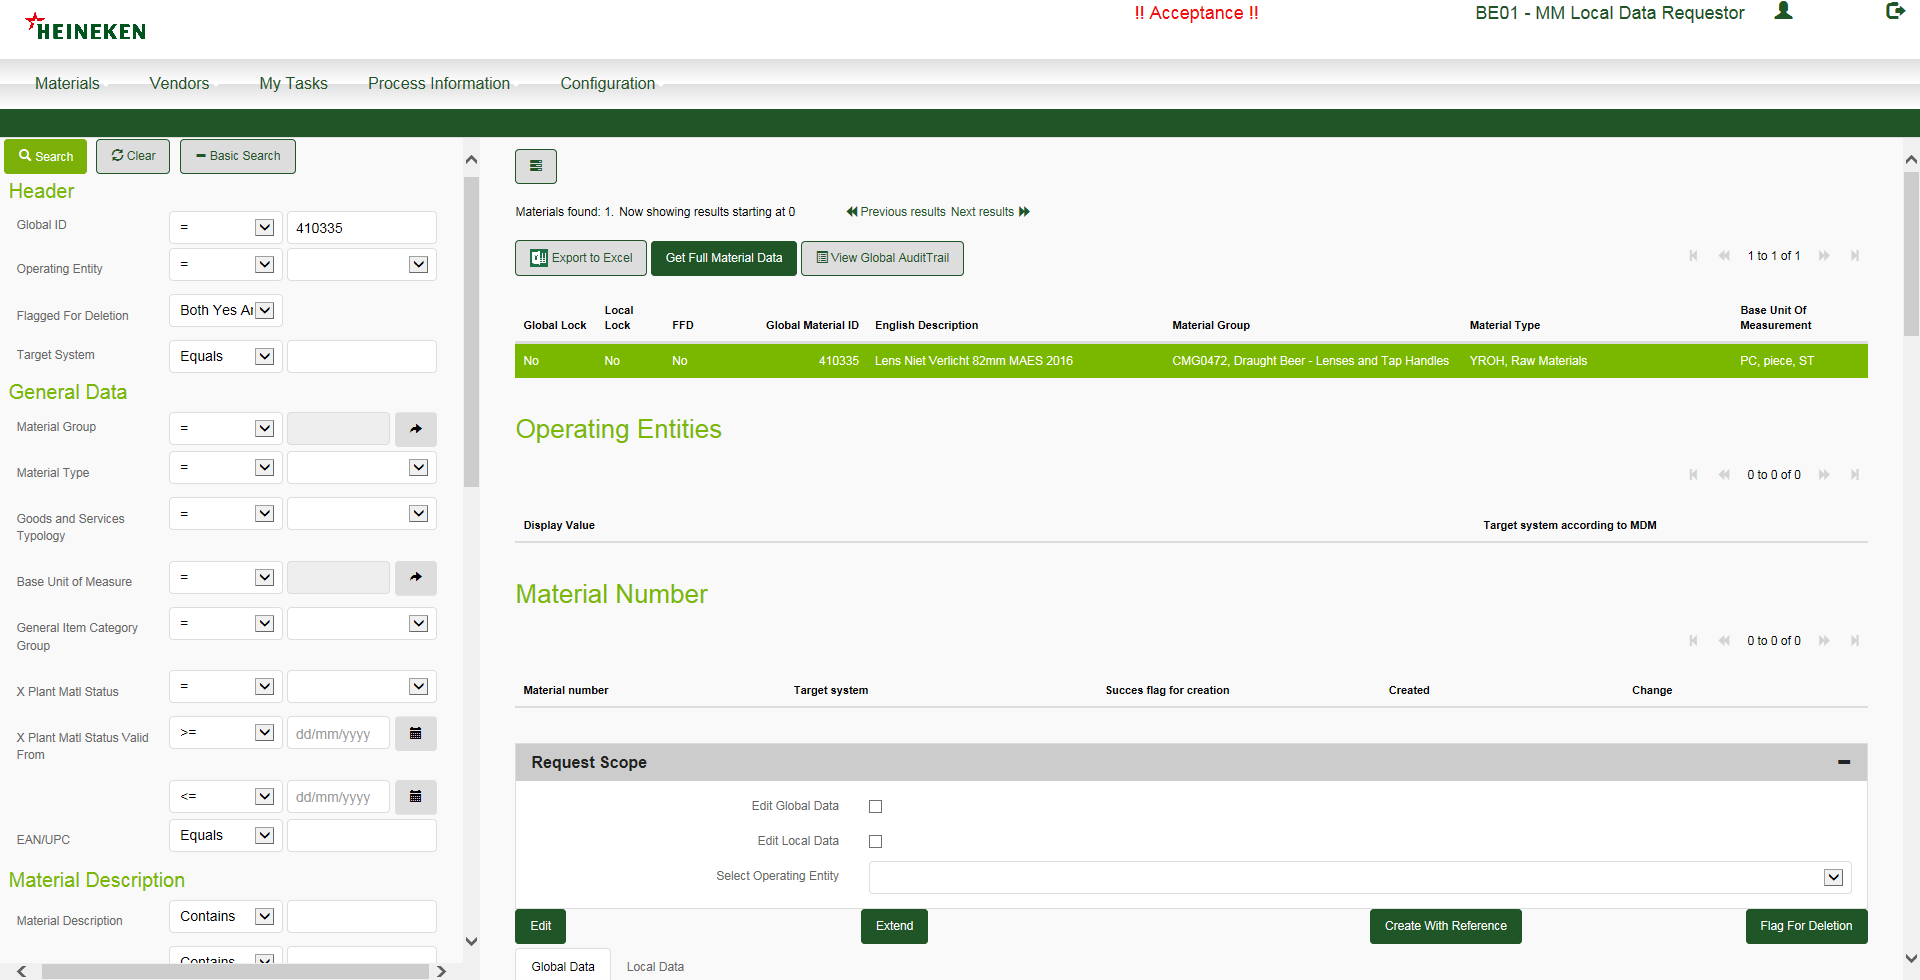 HEINEKEN
!! Acceptance !!
BE01 - MM Local Data Requestor
Materials
Vendors
My Tasks
Process Information
Configuration
Search
Clear
Basic Search
Header
Global ID
=
410335
Operating Entity
=
Flagged For Deletion
Both Yes Ar
Target System
Equals
General Data
Material Group
=
Material Type
=
Goods and Services
Typology
=
Base Unit of Measure
=
General Item Category
Group
=
X Plant Matl Status
=
X Plant Matl Status Valid
From
>=
dd/mm/yyyy
<=
dd/mm/yyyy
EAN/UPC
Equals
Material Description
Material Description
Contains
Contains
Materials found: 1. Now showing results starting at 0
Previous results Next results
Export to Excel
Get Full Material Data
View Global AuditTrail
1 to 1 of 1
Global Lock
Local
Lock
FFD
Global Material ID
English Description
Material Group
Material Type
Base Unit Of
Measurement
No
No
No
410335
Lens Niet Verlicht 82mm MAES 2016
CMG0472, Draught Beer - Lenses and Tap Handles
YROH, Raw Materials
PC, piece, ST
Operating Entities
0 to 0 of 0
Display Value
Target system according to MDM
Material Number
0 to 0 of 0
Material number
Target system
Succes flag for creation
Created
Change
Request Scope
Edit Global Data
Edit Local Data
Select Operating Entity
Edit
Extend
Create With Reference
Flag For Deletion
Global Data
Local Data